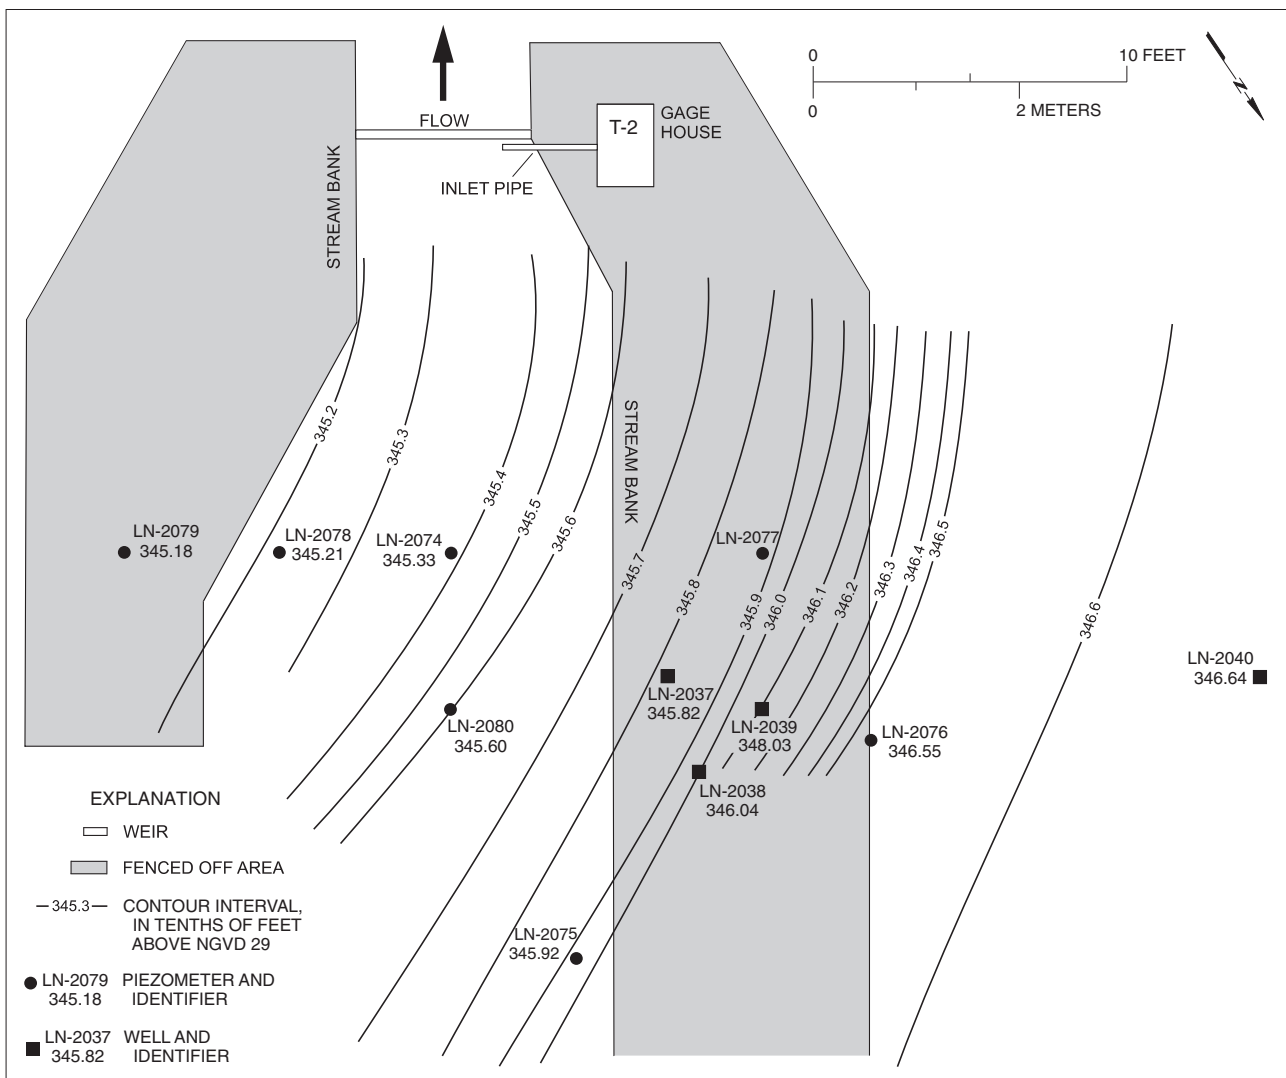 0
10 FEET
0
2 METERS
N
FLOW
T-2
GAGE
HOUSE
INLET PIPE
STREAM BANK
STREAM BANK
345.2
345.3
345.4
345.5
345.6
345.7
345.8
345.9
346.0
346.1
346.2
346.3
346.4
346.5
346.6
LN-2079
345.18
LN-2078
345.21
LN-2074
345.33
LN-2077
LN-2037
345.82
LN-2039
348.03
LN-2038
346.04
LN-2080
345.60
LN-2076
346.55
LN-2040
346.64
LN-2075
345.92
EXPLANATION
WEIR
FENCED OFF AREA
345.3
CONTOUR INTERVAL,
IN TENTHS OF FEET
ABOVE NGVD 29
LN-2079
345.18
PIEZOMETER AND
IDENTIFIER
LN-2037
345.82
WELL AND
IDENTIFIER